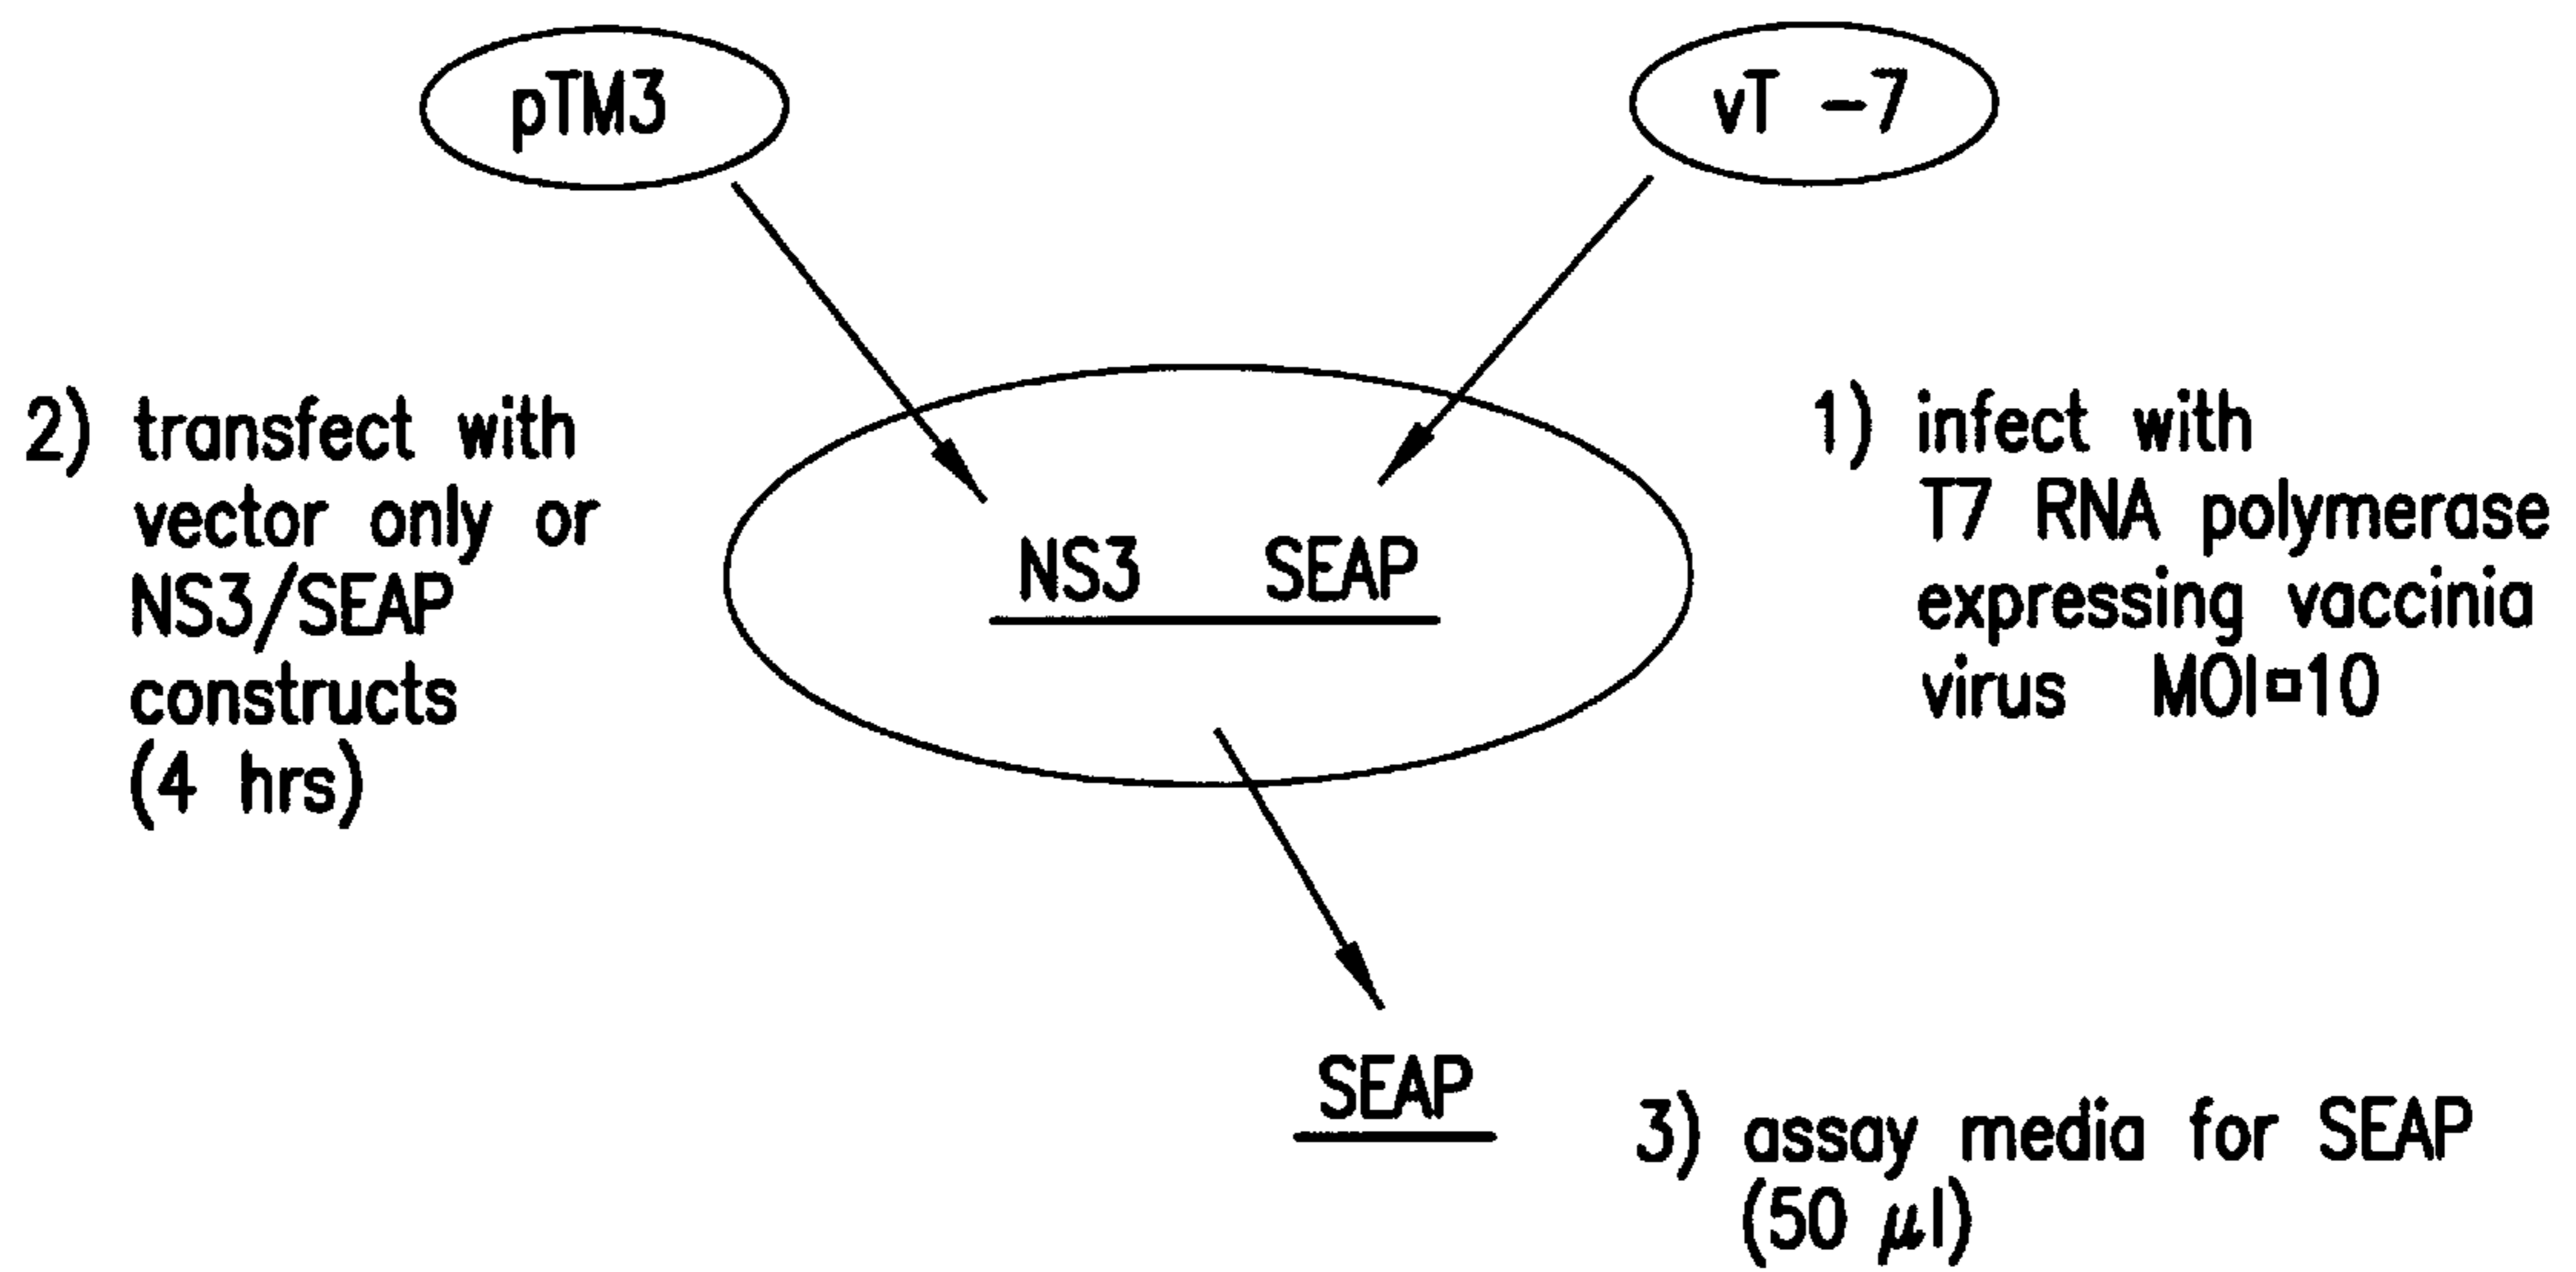 pTM3
vT -7
2) transfect with
vector only or
NS3/SEAP
constructs
(4 hrs)
NS3 SEAP
1) infect with
T7 RNA polymerase
expressing vaccinia
virus MOI¤10
SEAP
3) assay media for SEAP
(50 µl)